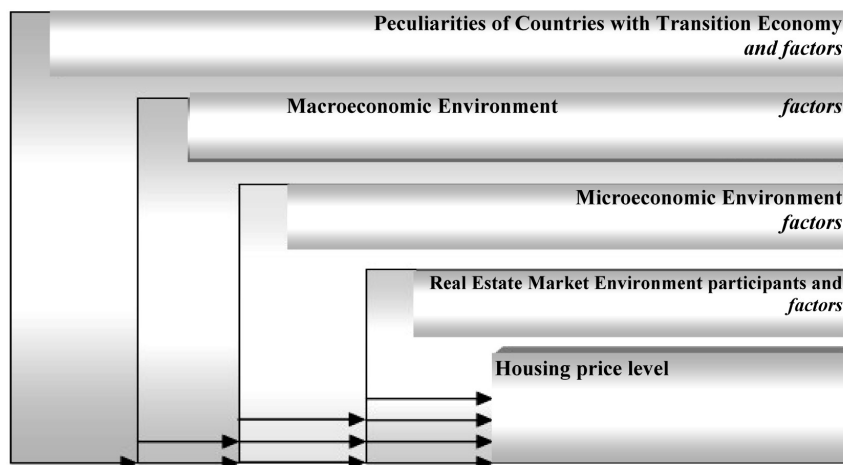 Peculiarities of Countries with Transition Economy
and factors
Macroeconomic Environment factors
Microeconomic Environment
factors
Real Estate Market Environment participants and
factors
Housing price level